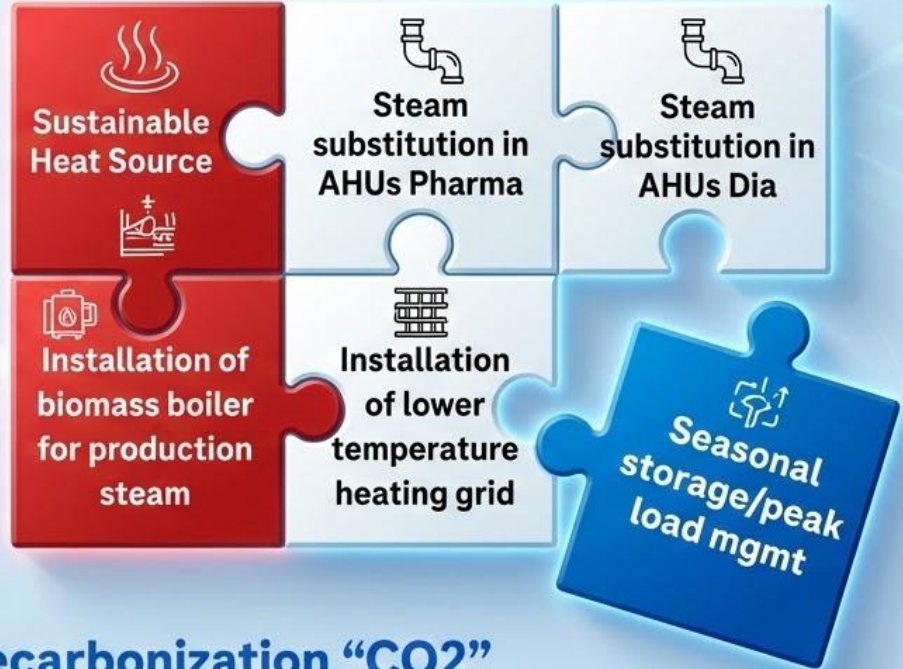 Sustainable
Heat Source
Steam
substitution in
AHUs Pharma
Steam
substitution in
AHUs Dia
Installation of
biomass boiler
for production
steam
Installation
of lower
temperature
heating grid
Seasonal
storage/peak
load mgmt
ecarbonization “CO2”